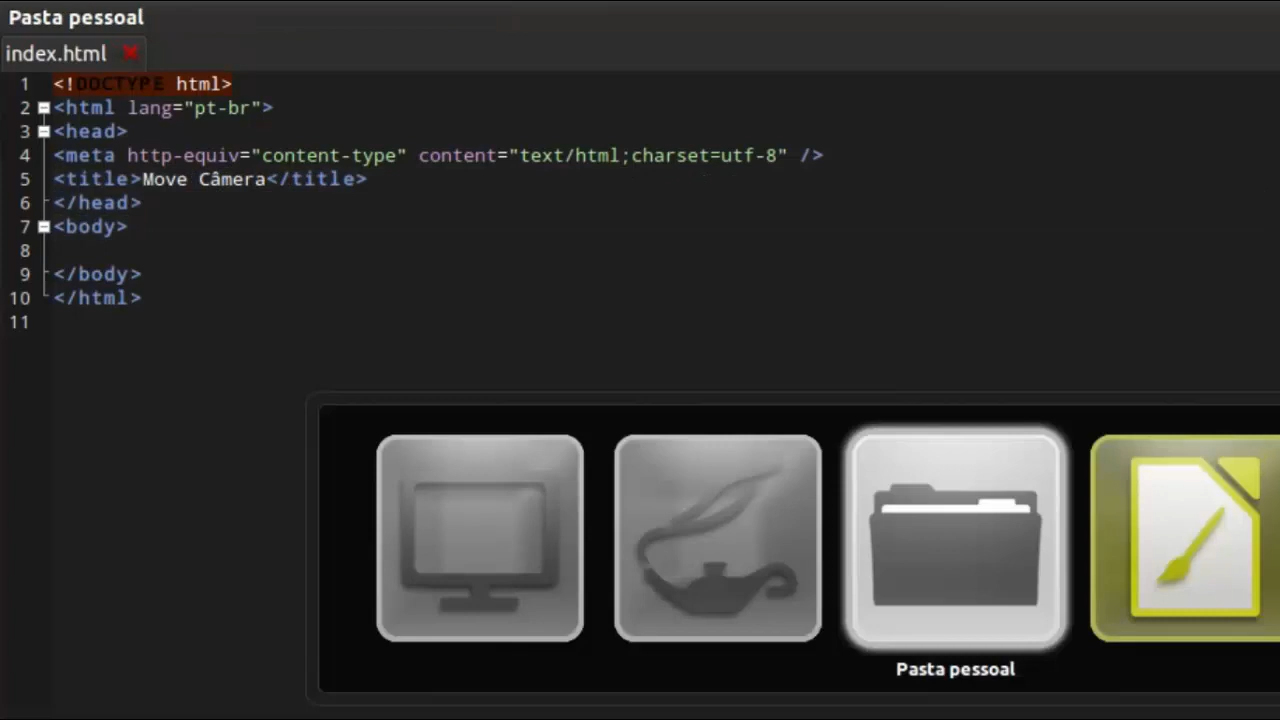 Pasta pessoal
index.html
1 <!DOCTYPE html>
2 <html lang="pt-br">
3 <head>
4 <meta http-equiv="content-type" content="text/html;charset=utf-8" />
5 <title>Move Câmera</title>
6 </head>
7 <body>
8
9 </body>
10 </html>
11
Pasta pessoal